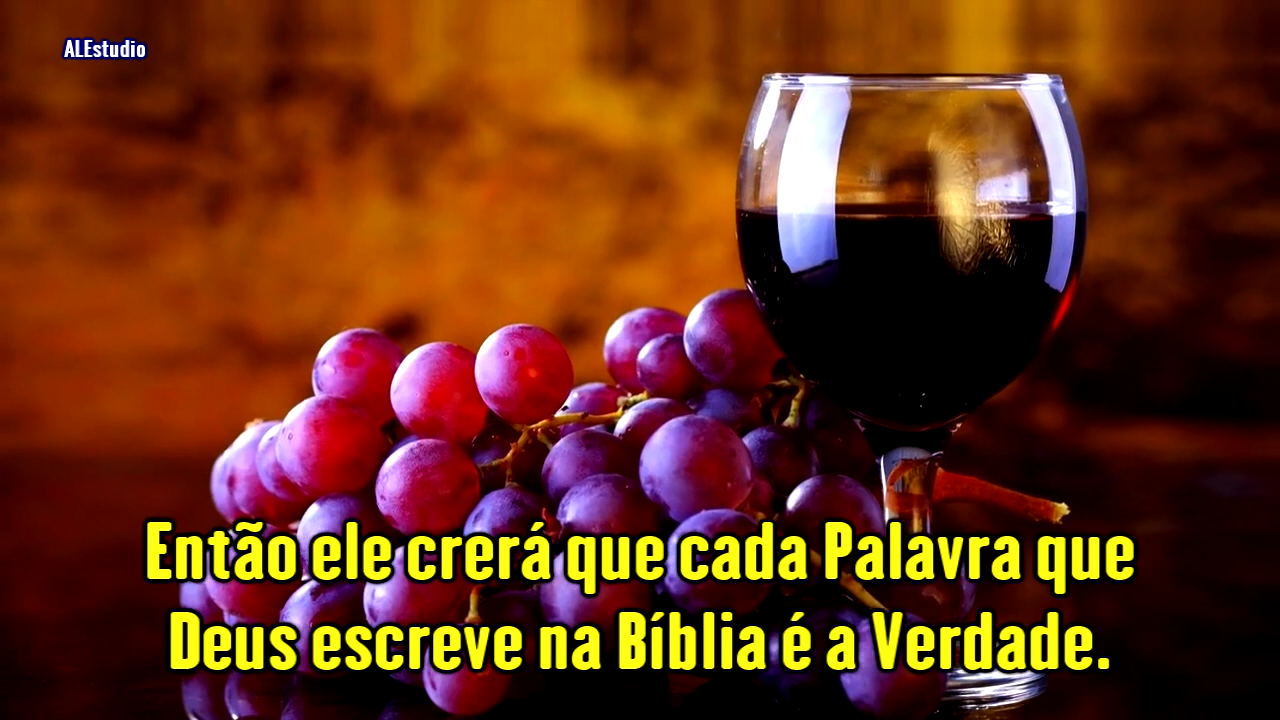 ALEstudio
Então ele crerá que cada Palavra que
Deus escreve na Bíblia é a Verdade.